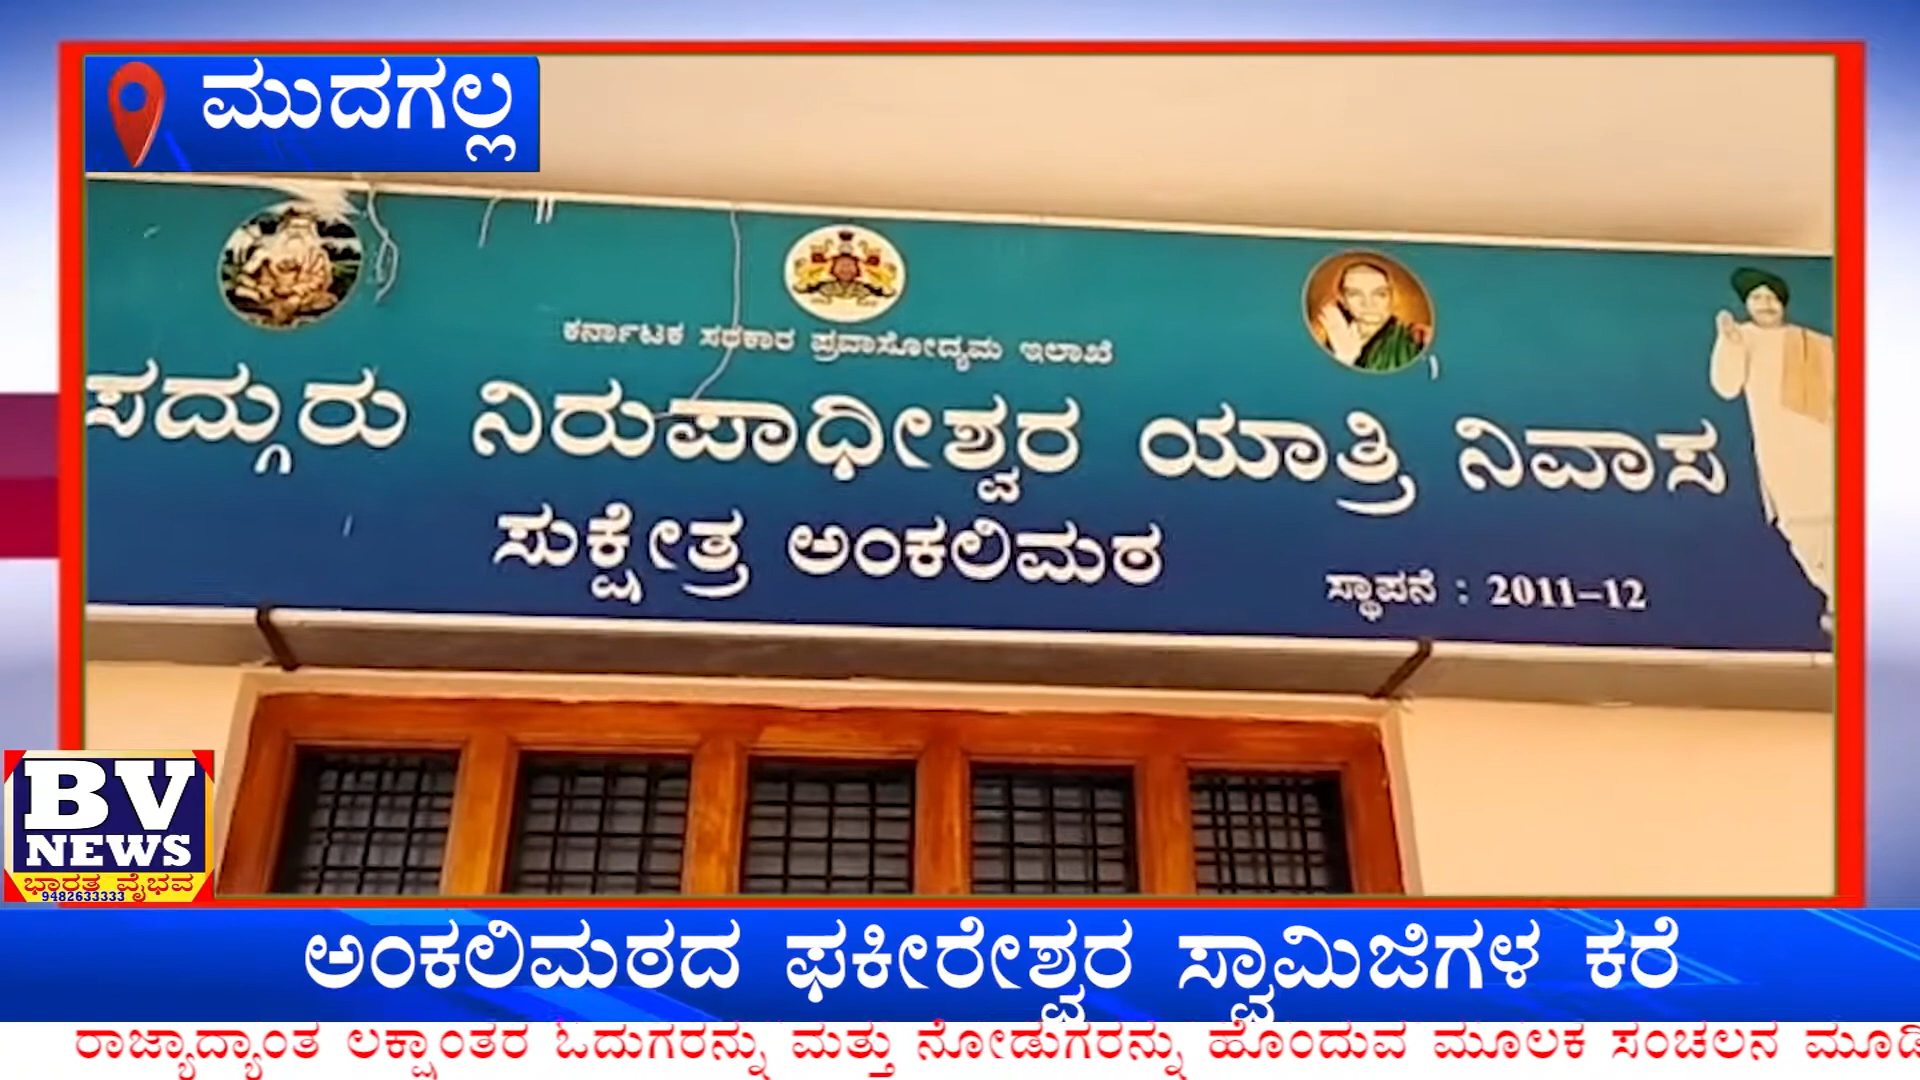 ಮುದಗಲ್ಲ
ಕರ್ನಾಟಕ ಸರಕಾರ ಪ್ರವಾಸೋದ್ಯಮ ಇಲಾಖೆ
ಸದ್ಗುರು ನಿರುಪಾಧೀಶ್ವರ ಯಾತ್ರಿ ನಿವಾಸ
ಸುಕ್ಷೇತ್ರ ಅಂಕಲಿಮಠ
ಸ್ಥಾಪನೆ : 2011-12
BV
NEWS
ಭಾರತ ವೈಭವ
9482633333
ಅಂಕಲಿಮಠದ ಫಕೀರೇಶ್ವರ ಸ್ವಾಮಿಜಿಗಳ ಕರೆ
ರಾಜ್ಯಾದ್ಯಾಂತ ಲಕ್ಷಾಂತರ ಓದುಗರನ್ನು ಮತ್ತು ನೋಡುಗರನ್ನು ಹೊಂದುವ ಮೂಲಕ ಸಂಚಲನ